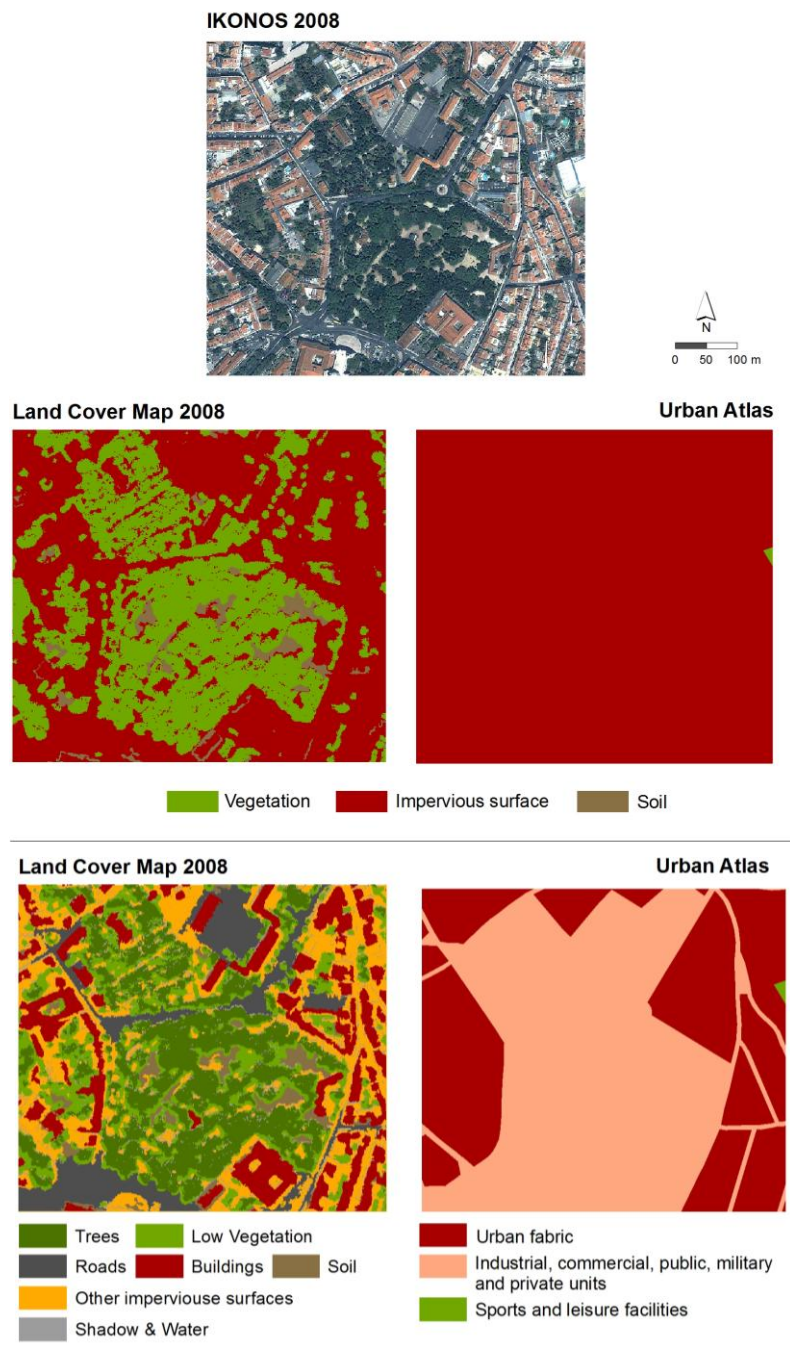 IKONOS 2008
N
0 50 100 m
Land Cover Map 2008 Urban Atlas
Vegetation Impervious surface Soil
Land Cover Map 2008 Urban Atlas
Trees Low Vegetation
Roads Buildings Soil
Other imperviouse surfaces
Shadow & Water
Urban fabric
Industrial, commercial, public, military
and private units
Sports and leisure facilities